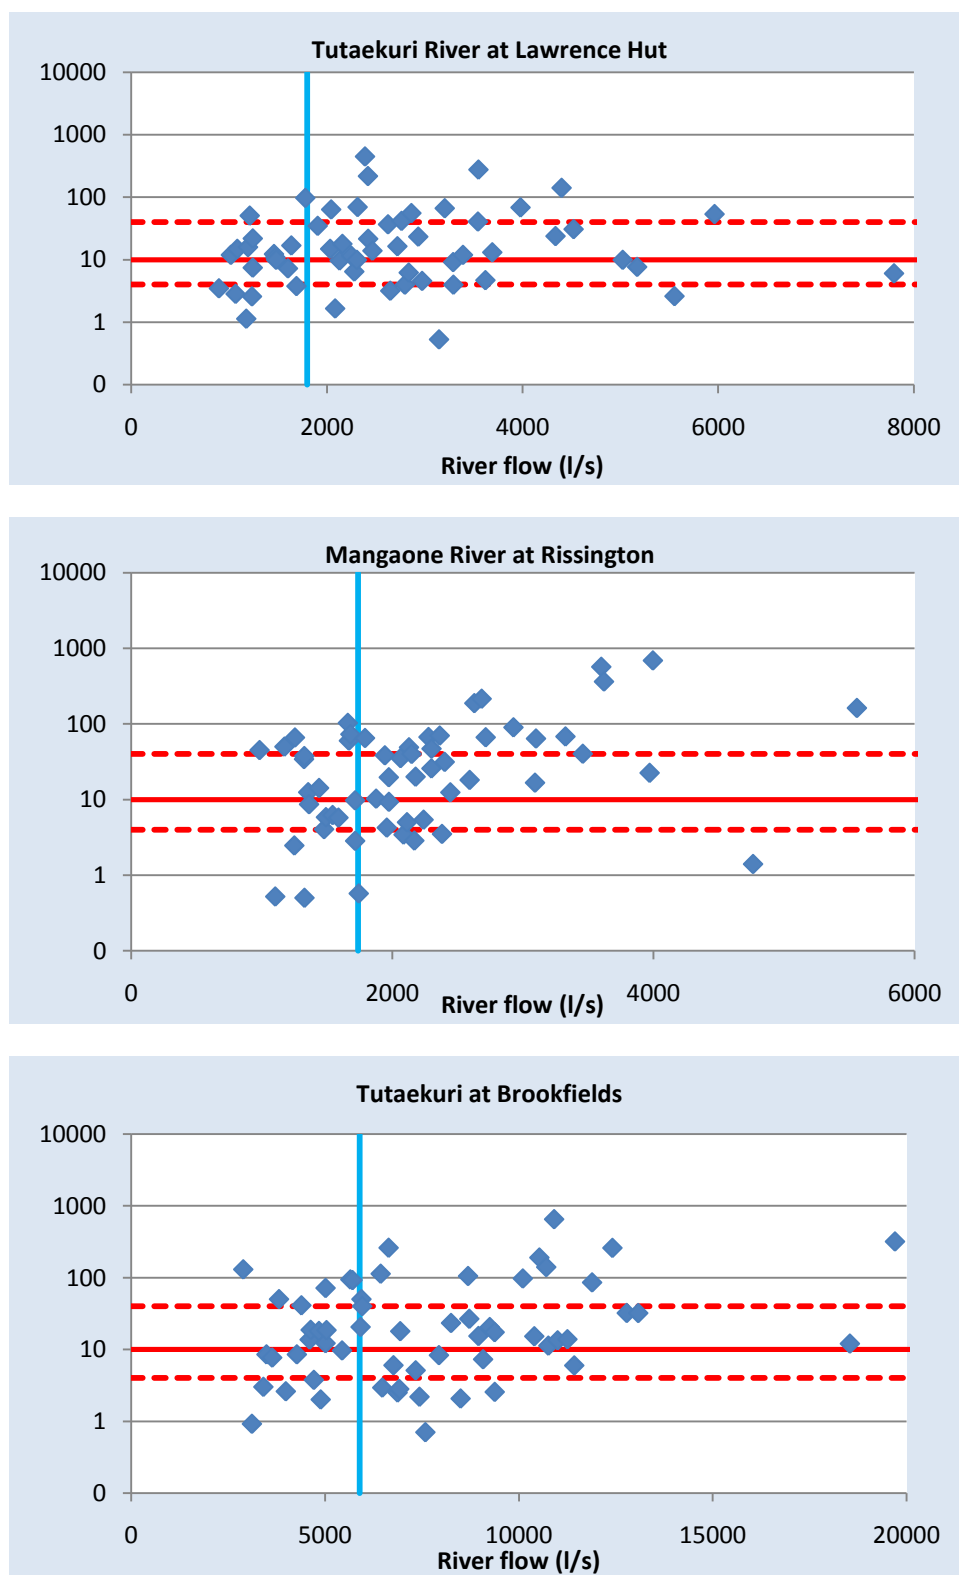 Tutaekuri River at Lawrence Hut
10000
1000
100
10
1
0
0 2000 4000 6000 8000
River flow (l/s)
Mangaone River at Rissington
10000
1000
100
10
1
0
0 2000 4000 6000
River flow (l/s)
Tutaekuri at Brookfields
10000
1000
100
10
1
0
0 5000 10000 15000 20000
River flow (l/s)